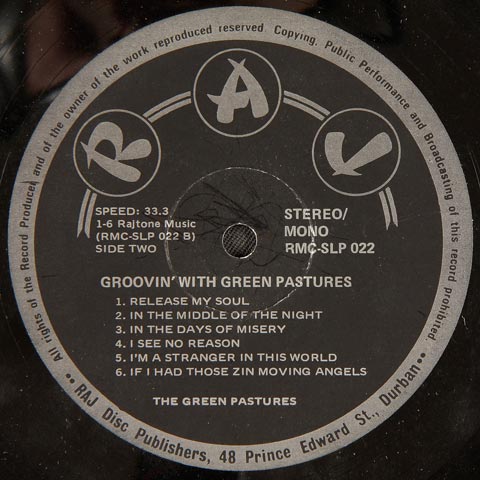 All rights of the Record Producer and of the owner of the work reproduced reserved. Copying, Public Performance and Broadcasting of this record prohibited.
R A J
SPEED: 33.3
1-6 Rajtone Music
(RMC-SLP 022 B)
SIDE TWO
STEREO/
MONO
RMC-SLP 022
GROOVIN' WITH GREEN PASTURES
1. RELEASE MY SOUL
2. IN THE MIDDLE OF THE NIGHT
3. IN THE DAYS OF MISERY
4. I SEE NO REASON
5. I'M A STRANGER IN THIS WORLD
6. IF I HAD THOSE ZIN MOVING ANGELS
THE GREEN PASTURES
•• RAJ Disc Publishers, 48 Prince Edward St., Durban ••